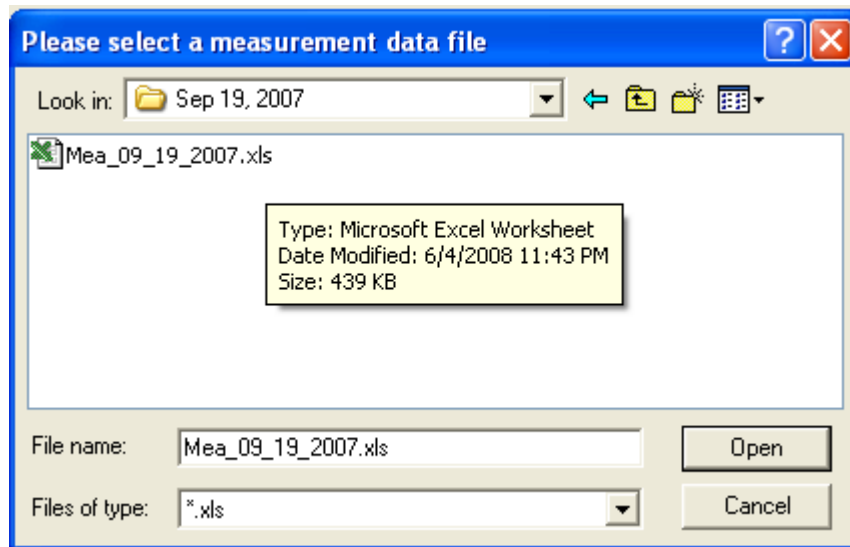 Please select a measurement data file
Look in: Sep 19, 2007
Mea_09_19_2007.xls
Type: Microsoft Excel Worksheet
Date Modified: 6/4/2008 11:43 PM
Size: 439 KB
File name: Mea_09_19_2007.xls Open
Files of type: *.xls Cancel